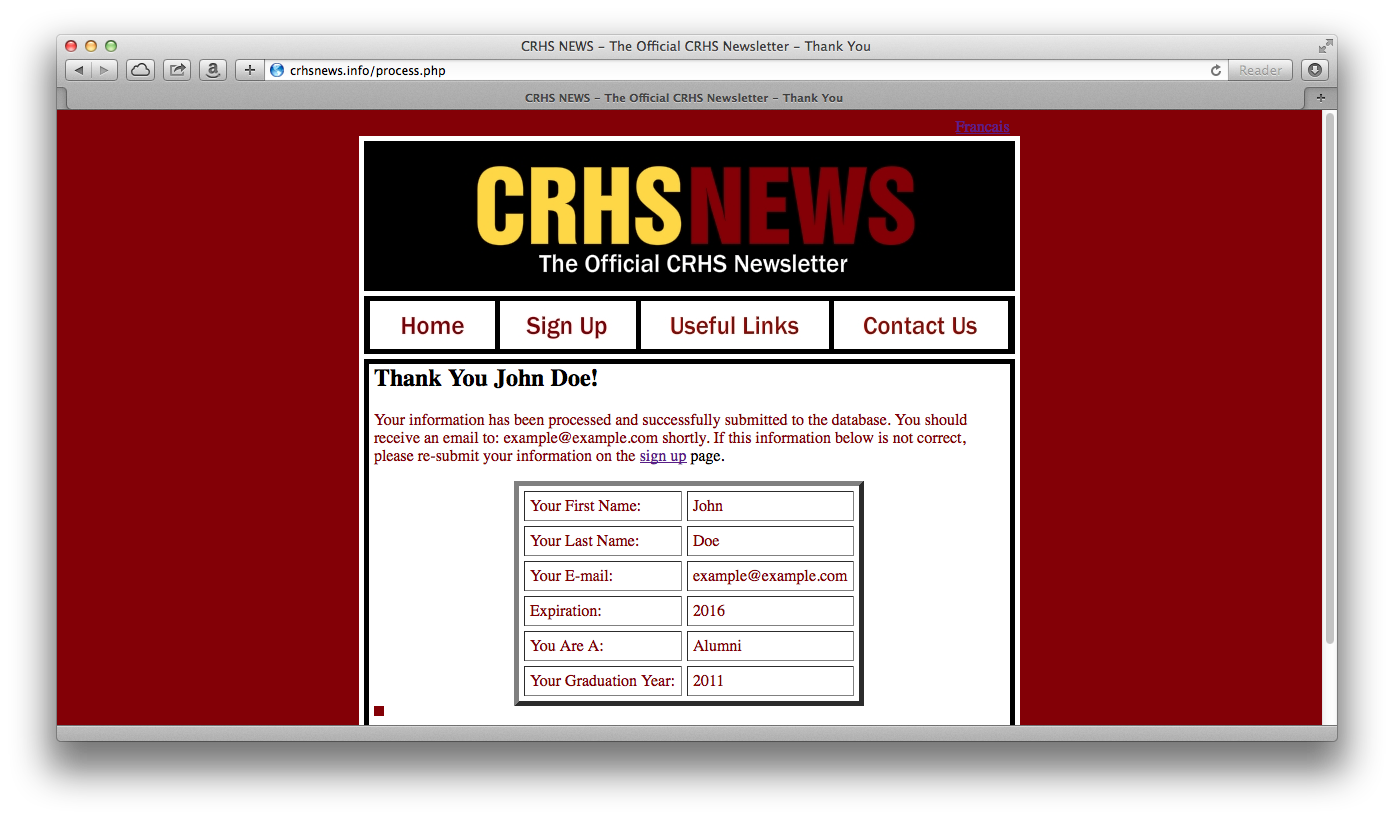 CRHS NEWS – The Official CRHS Newsletter – Thank You
crhsnews.info/process.php
Reader
CRHS NEWS – The Official CRHS Newsletter – Thank You
Francais
CRHSNEWS
The Official CRHS Newsletter
Home Sign Up Useful Links Contact Us
Thank You John Doe!
Your information has been processed and successfully submitted to the database. You should
receive an email to: example@example.com shortly. If this information below is not correct,
please re-submit your information on the sign up page.
Your First Name: John
Your Last Name: Doe
Your E-mail: example@example.com
Expiration: 2016
You Are A: Alumni
Your Graduation Year: 2011